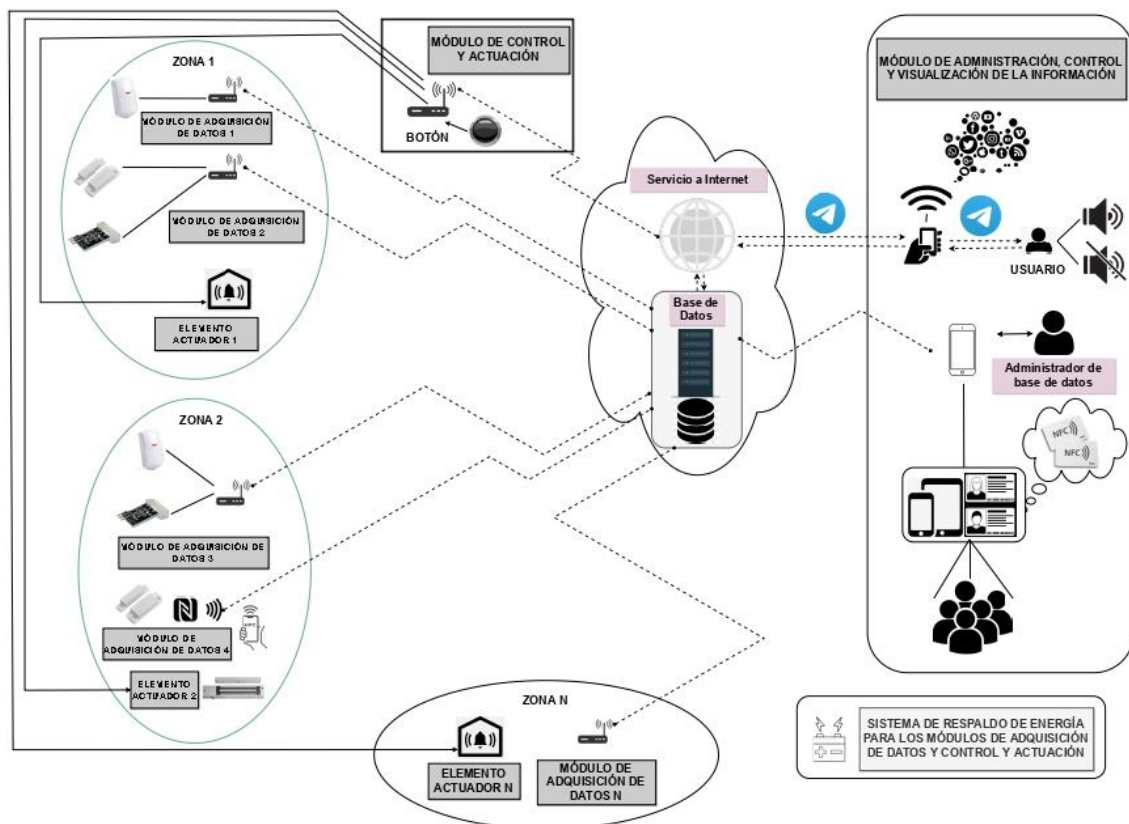 MÓDULO DE CONTROL
Y ACTUACIÓN
BOTÓN
ZONA 1
MÓDULO DE ADQUISICIÓN
DE DATOS 1
MÓDULO DE ADQUISICIÓN
DE DATOS 2
ELEMENTO
ACTUADOR 1
ZONA 2
MÓDULO DE ADQUISICIÓN DE
DATOS 3
MÓDULO DE
ADQUISICIÓN DE DATOS 4
ELEMENTO
ACTUADOR 2
ZONA N
ELEMENTO
ACTUADOR N
MÓDULO DE
ADQUISICIÓN DE
DATOS N
Servicio a Internet
Base de
Datos
MÓDULO DE ADMINISTRACIÓN, CONTROL
Y VISUALIZACIÓN DE LA INFORMACIÓN
USUARIO
Administrador de
base de datos
NFC
NFC
SISTEMA DE RESPALDO DE ENERGÍA
PARA LOS MÓDULOS DE ADQUISICIÓN
DE DATOS Y CONTROL Y ACTUACIÓN